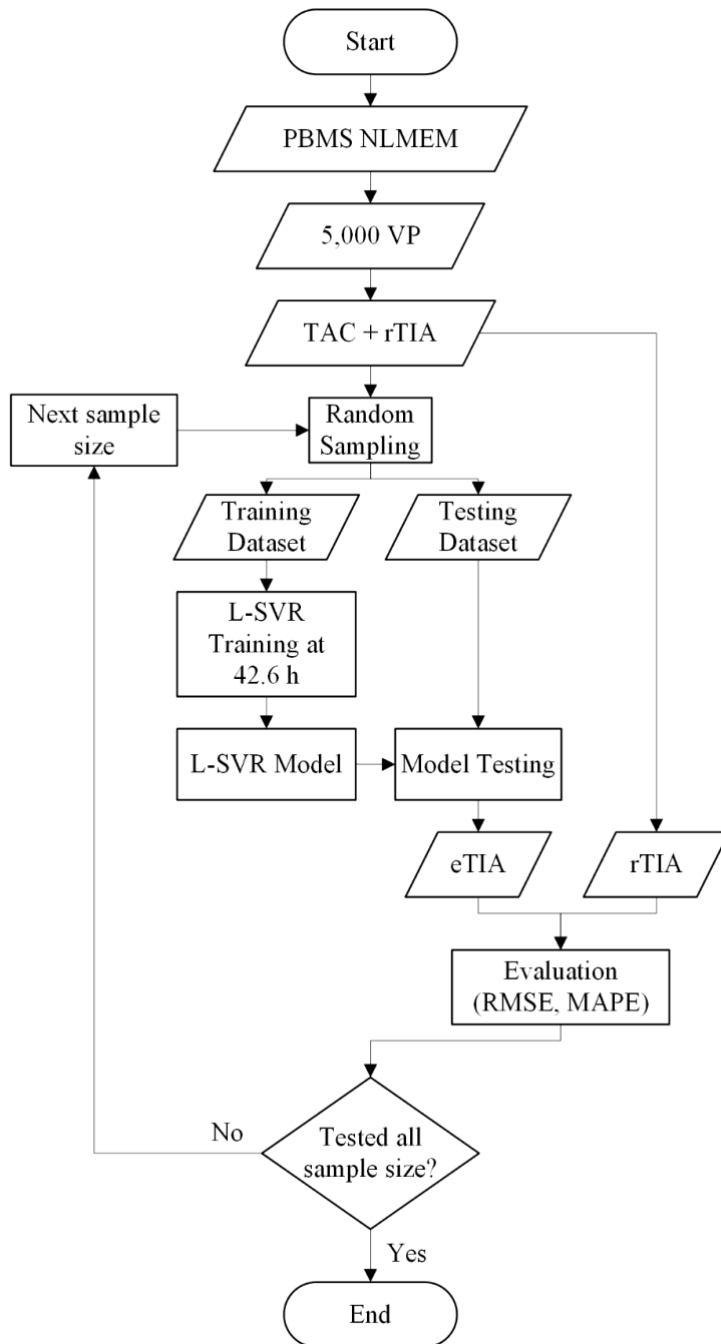 Start
PBMS NLMEM
5,000 VP
TAC + rTIA
Next sample
size
Random
Sampling
Training
Dataset
Testing
Dataset
L-SVR
Training at
42.6 h
L-SVR Model
Model Testing
eTIA
rTIA
Evaluation
(RMSE, MAPE)
No
Tested all
sample size?
Yes
End